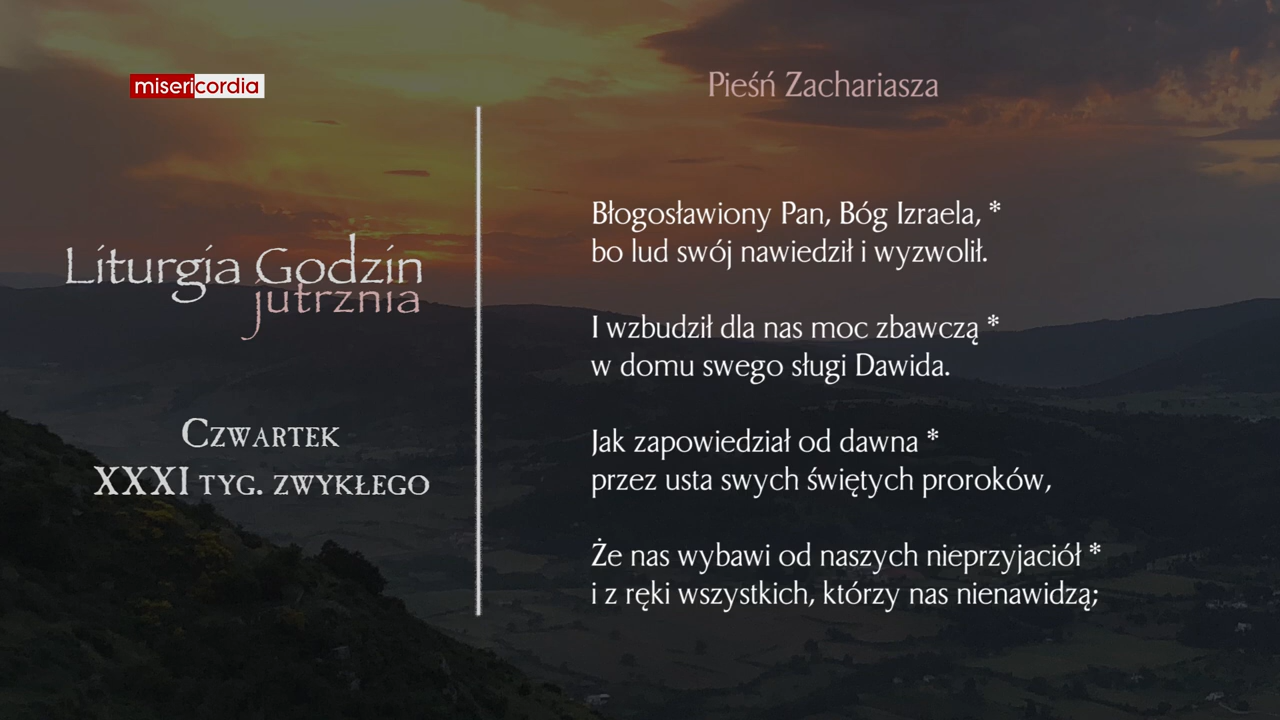 misericordia
Liturgia Godzin
jutrznia
Czwartek
XXXI tyg. zwykłego
Pieśń Zachariasza
Błogosławiony Pan, Bóg Izraela, *
bo lud swój nawiedził i wyzwolił.
I wzbudził dla nas moc zbawczą *
w domu swego sługi Dawida.
Jak zapowiedział od dawna *
przez usta swych świętych proroków,
Że nas wybawi od naszych nieprzyjaciół *
i z ręki wszystkich, którzy nas nienawidzą;